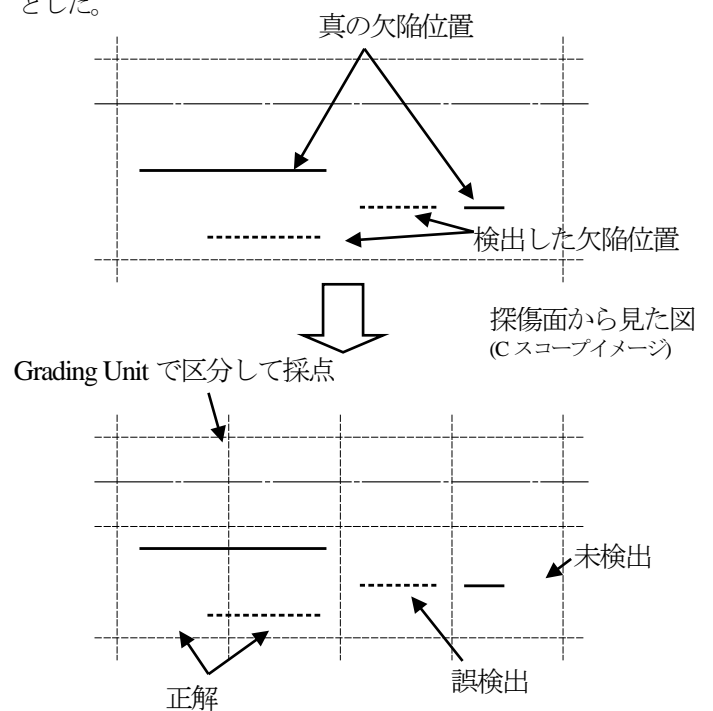 とした。
真の欠陥位置
検出した欠陥位置
探傷面から見た図
(C スコープイメージ)
Grading Unit で区分して採点
未検出
誤検出
正解